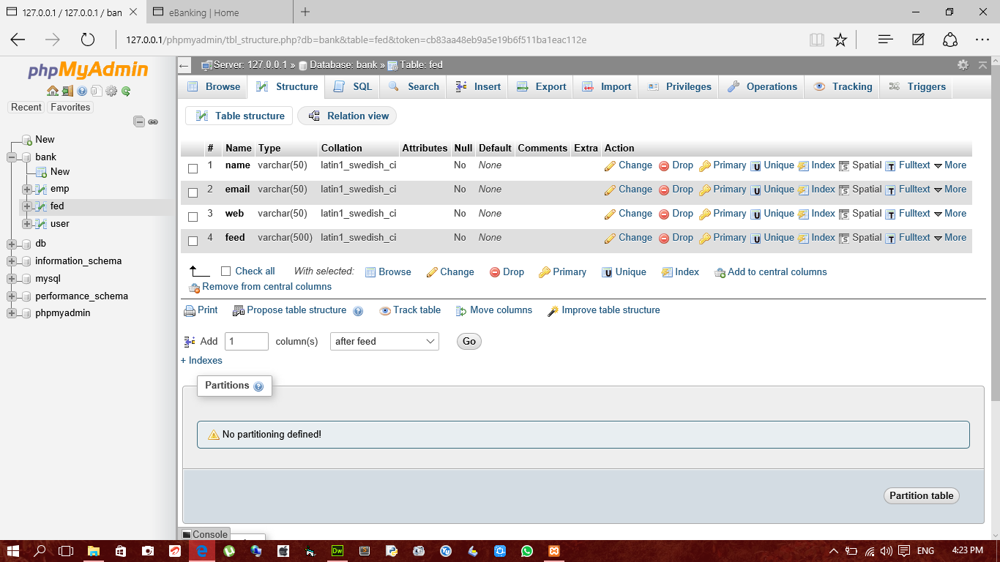 127.0.0.1 / 127.0.0.1 / ban
eBanking | Home
127.0.0.1/phpmyadmin/tbl_structure.php?db=bank&table=fed&token=cb83aa48eb9a5e19b6f511ba1eac112e
phpMyAdmin
Recent Favorites
New
bank
New
emp
fed
user
db
information_schema
mysql
performance_schema
phpmyadmin
Server: 127.0.0.1 » Database: bank » Table: fed
Browse Structure SQL Search Insert Export Import Privileges Operations Tracking Triggers
Table structure Relation view
# Name Type Collation Attributes Null Default Comments Extra Action
1 name varchar(50) latin1_swedish_ci No None Change Drop Primary Unique Index Spatial Fulltext More
2 email varchar(50) latin1_swedish_ci No None Change Drop Primary Unique Index Spatial Fulltext More
3 web varchar(50) latin1_swedish_ci No None Change Drop Primary Unique Index Spatial Fulltext More
4 feed varchar(500) latin1_swedish_ci No None Change Drop Primary Unique Index Spatial Fulltext More
Check all With selected: Browse Change Drop Primary Unique Index Add to central columns
Remove from central columns
Print Propose table structure Track table Move columns Improve table structure
Add 1 column(s) after feed Go
+ Indexes
Partitions
No partitioning defined!
Partition table
Console
Dw
ENG 4:23 PM